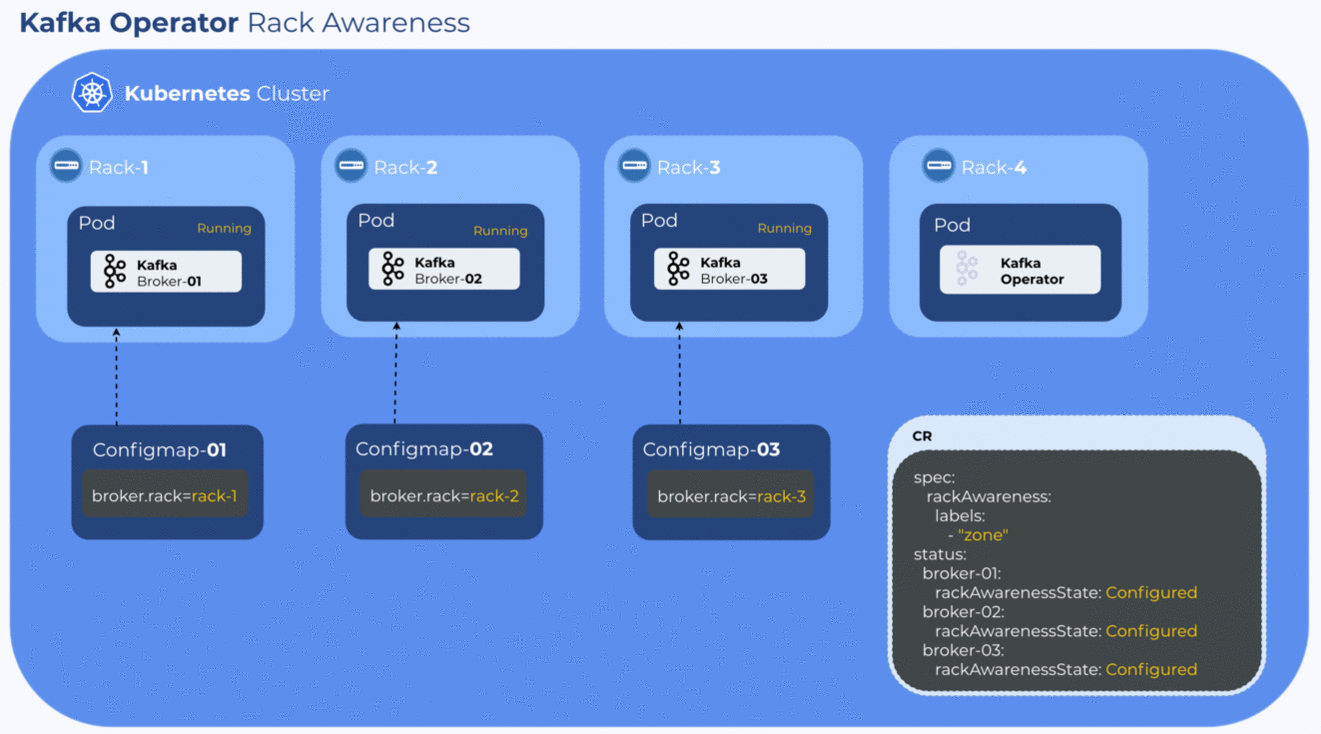 Kafka Operator Rack Awareness
Kubernetes Cluster
Rack-1
Pod
Running
Kafka
Broker-01
Rack-2
Pod
Running
Kafka
Broker-02
Rack-3
Pod
Running
Kafka
Broker-03
Rack-4
Pod
Kafka
Operator
Configmap-01
broker.rack=rack-1
Configmap-02
broker.rack=rack-2
Configmap-03
broker.rack=rack-3
CR
spec:
rackAwareness:
labels:
- "zone"
status:
broker-01:
rackAwarenessState: Configured
broker-02:
rackAwarenessState: Configured
broker-03:
rackAwarenessState: Configured